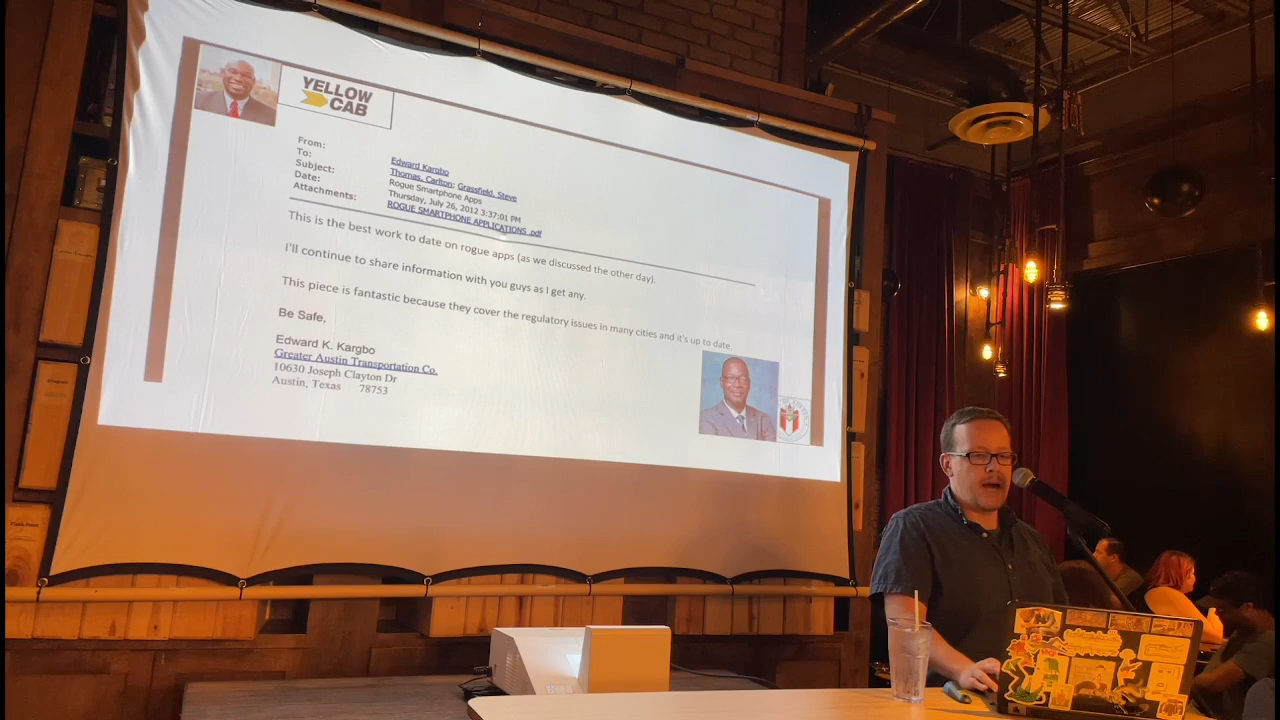 YELLOW
CAB
From:
To:
Subject:
Date:
Attachments:
Edward Kargbo
Thomas, Carlton; Grassfield, Steve
Rogue Smartphone Apps
Thursday, July 26, 2012 3:37:01 PM
ROGUE SMARTPHONE APPLICATIONS .pdf
This is the best work to date on rogue apps (as we discussed the other day).
I'll continue to share information with you guys as I get any.
This piece is fantastic because they cover the regulatory issues in many cities and it's up to date.
Be Safe,
Edward K. Kargbo
Greater Austin Transportation Co.
10630 Joseph Clayton Dr
Austin, Texas 78753